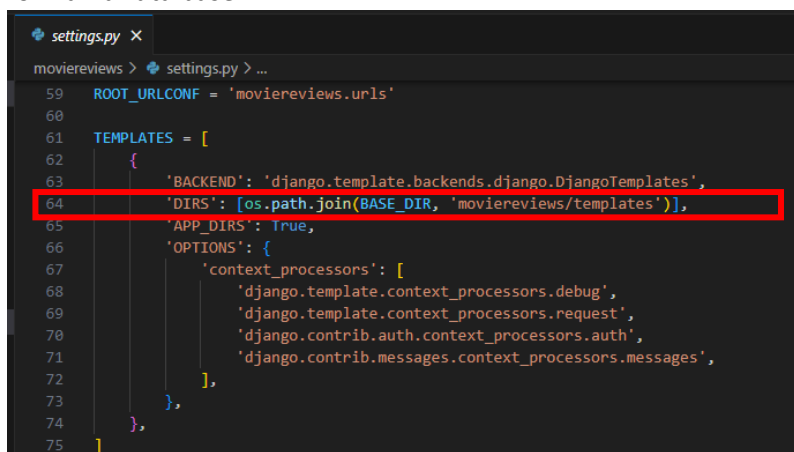 settings.py ×
moviereviews > settings.py > ...
59 ROOT_URLCONF = 'moviereviews.urls'
60
61 TEMPLATES = [
62 {
63 'BACKEND': 'django.template.backends.django.DjangoTemplates',
64 'DIRS': [os.path.join(BASE_DIR, 'moviereviews/templates')],
65 'APP_DIRS': True,
66 'OPTIONS': {
67 'context_processors': [
68 'django.template.context_processors.debug',
69 'django.template.context_processors.request',
70 'django.contrib.auth.context_processors.auth',
71 'django.contrib.messages.context_processors.messages',
72 ],
73 },
74 },
75 ]